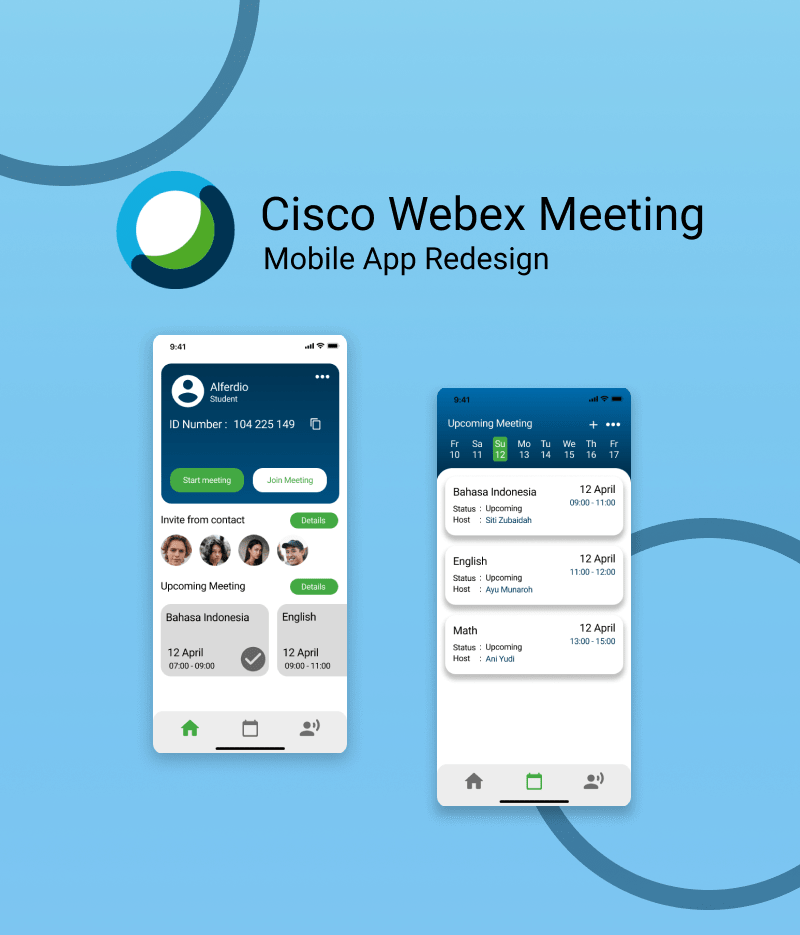 Cisco Webex Meeting
Mobile App Redesign
9:41
Alferdio
Student
ID Number : 104 225 149
Start meeting
Join Meeting
Invite from contact
Details
Upcoming Meeting
Details
Bahasa Indonesia
12 April
07:00 - 09:00
English
12 April
09:00 - 11:00
9:41
Upcoming Meeting
Fr Sa Su Mo Tu We Th Fr
10 11 12 13 14 15 16 17
Bahasa Indonesia 12 April
09:00 - 11:00
Status : Upcoming
Host : Siti Zubaidah
English 12 April
11:00 - 12:00
Status : Upcoming
Host : Ayu Munaroh
Math 12 April
13:00 - 15:00
Status : Upcoming
Host : Ani Yudi